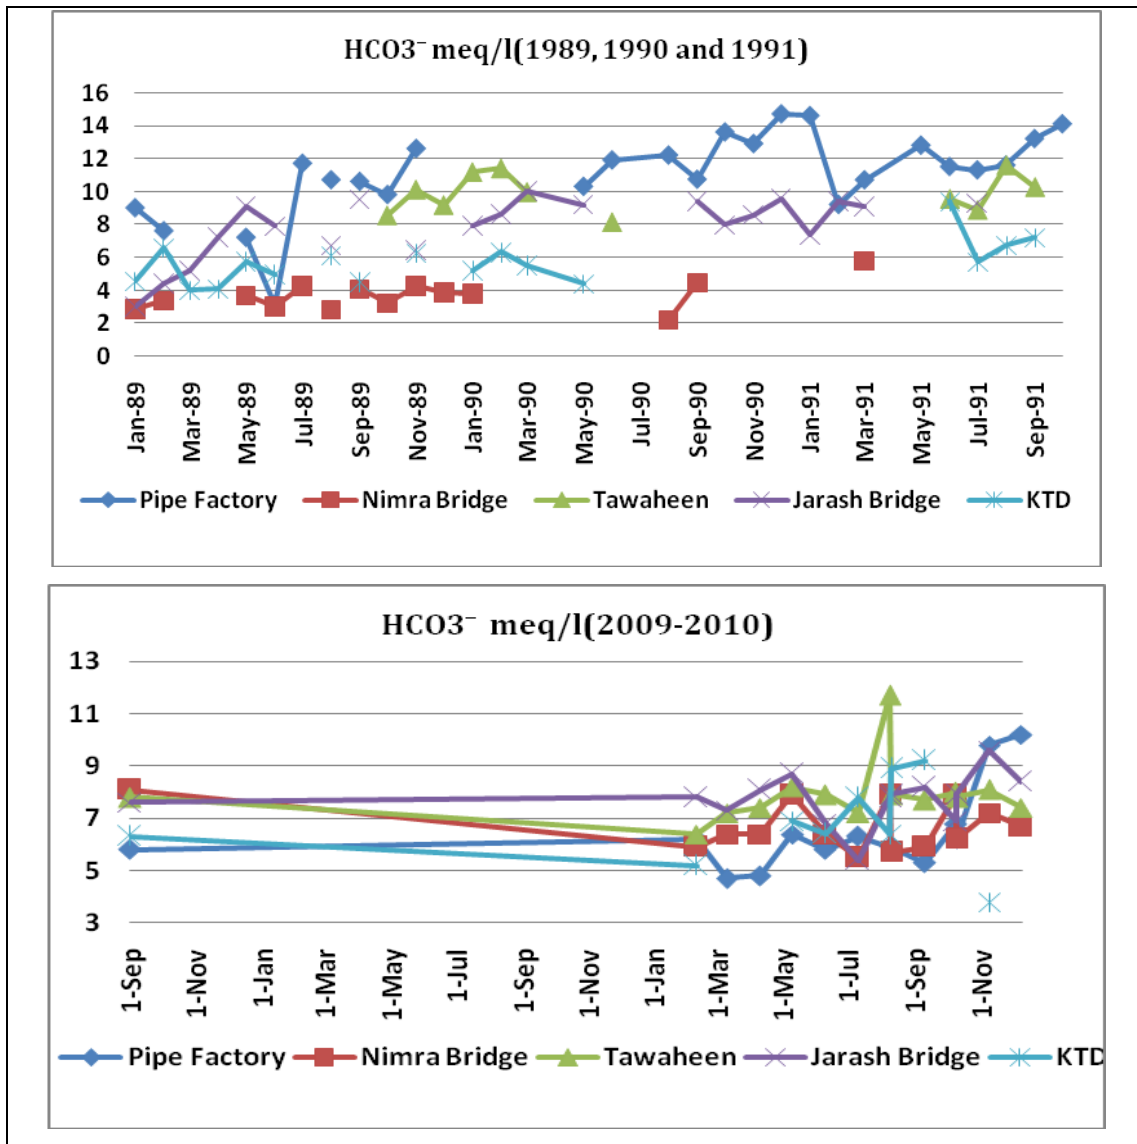 HCO3⁻ meq/l(1989, 1990 and 1991)
16
14
12
10
8
6
4
2
0
Jan-89 Mar-89 May-89 Jul-89 Sep-89 Nov-89 Jan-90 Mar-90 May-90 Jul-90 Sep-90 Nov-90 Jan-91 Mar-91 May-91 Jul-91 Sep-91
Pipe Factory Nimra Bridge Tawaheen Jarash Bridge KTD
HCO3⁻ meq/l(2009-2010)
13
11
9
7
5
3
1-Sep 1-Nov 1-Jan 1-Mar 1-May 1-Jul 1-Sep 1-Nov 1-Jan 1-Mar 1-May 1-Jul 1-Sep 1-Nov
Pipe Factory Nimra Bridge Tawaheen Jarash Bridge KTD